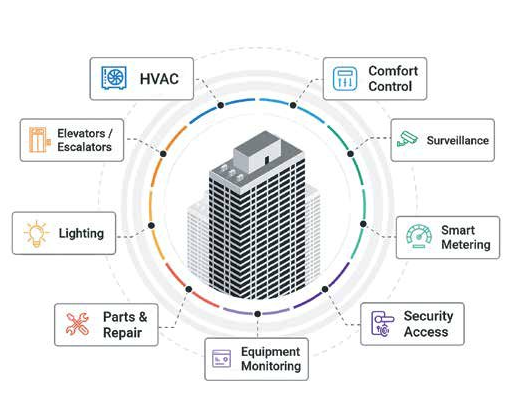 HVAC
Comfort
Control
Elevators /
Escalators
Surveillance
Lighting
Smart
Metering
Parts &
Repair
Security
Access
Equipment
Monitoring